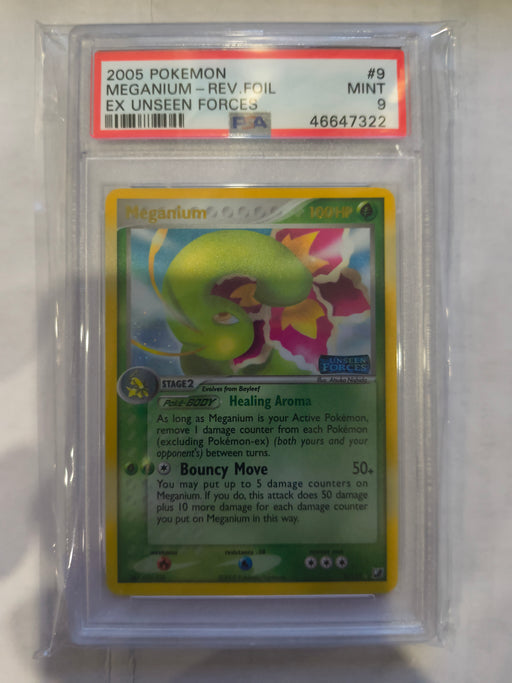 2005 POKEMON #9
MEGANIUM - REV.FOIL MINT
EX UNSEEN FORCES 9
PSA
46647322
Meganium 100 HP
UNSEEN
FORCES
STAGE 2
Evolves from Bayleef
Poké-BODY Healing Aroma
As long as Meganium is your Active Pokémon,
remove 1 damage counter from each Pokémon
(excluding Pokémon-ex) (both yours and your
opponent's) between turns.
Bouncy Move 50+
You may put up to 5 damage counters on
Meganium. If you do, this attack does 50 damage
plus 10 more damage for each damage counter
you put on Meganium in this way.
weakness resistance -30 retreat cost